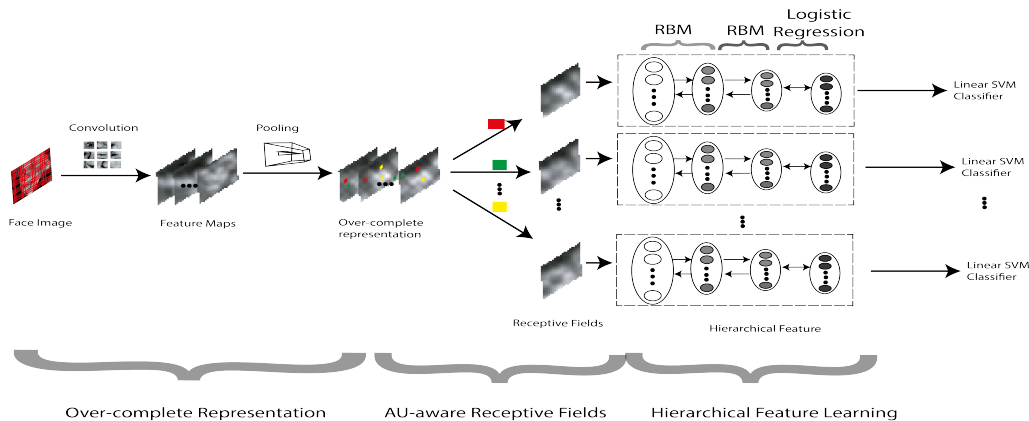 Logistic
Regression
RBM
RBM
Linear SVM
Classifier
Convolution
Pooling
Linear SVM
Classifier
Face Image
Feature Maps
Over-complete
representation
Linear SVM
Classifier
Receptive Fields
Hierarchical Feature
Over-complete Representation
AU-aware Receptive Fields
Hierarchical Feature Learning